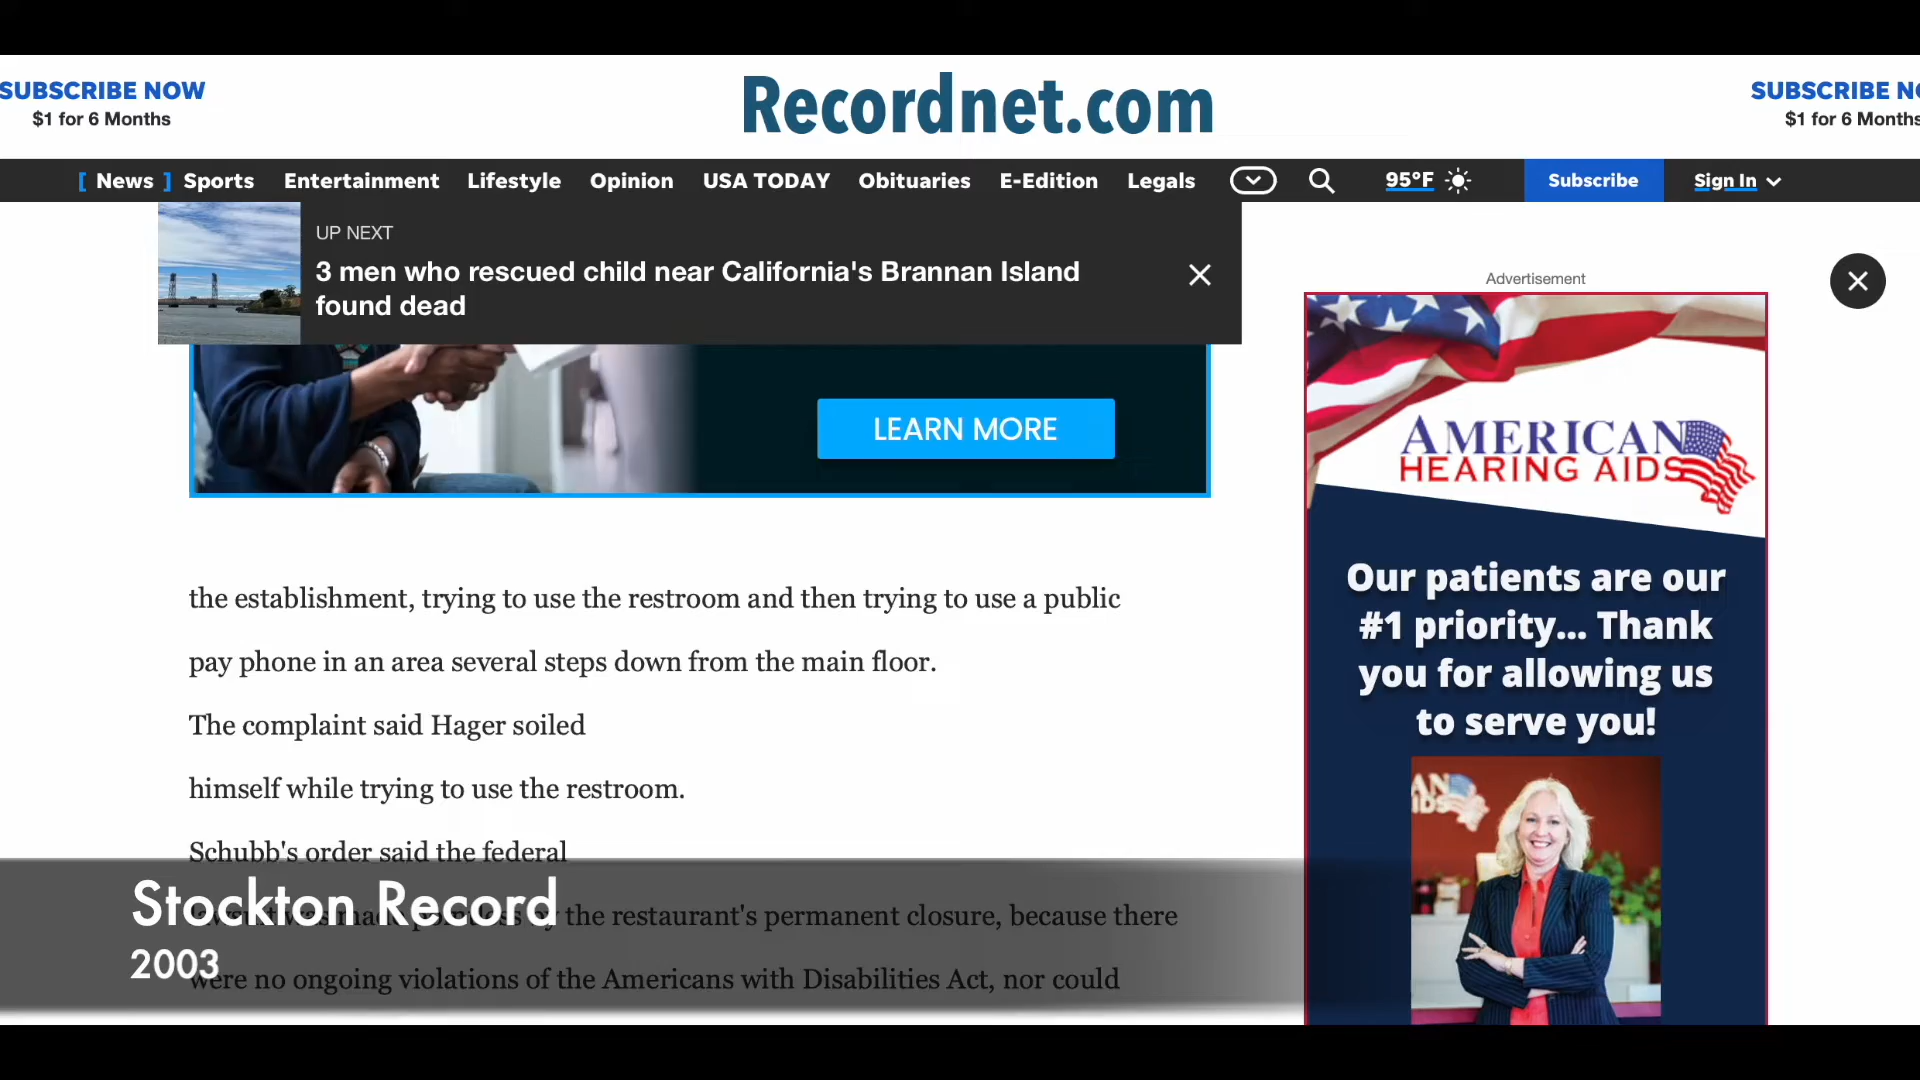 SUBSCRIBE NOW
$1 for 6 Months
Recordnet.com
SUBSCRIBE NO
$1 for 6 Months
[ News ] Sports Entertainment Lifestyle Opinion USA TODAY Obituaries E-Edition Legals 95°F Subscribe Sign In
UP NEXT
3 men who rescued child near California's Brannan Island
found dead
LEARN MORE
the establishment, trying to use the restroom and then trying to use a public
pay phone in an area several steps down from the main floor.
The complaint said Hager soiled
himself while trying to use the restroom.
Schubb's order said the federal
the restaurant's permanent closure, because there
were no ongoing violations of the Americans with Disabilities Act, nor could
Stockton Record
2003
Advertisement
AMERICAN
HEARING AIDS
Our patients are our
#1 priority... Thank
you for allowing us
to serve you!